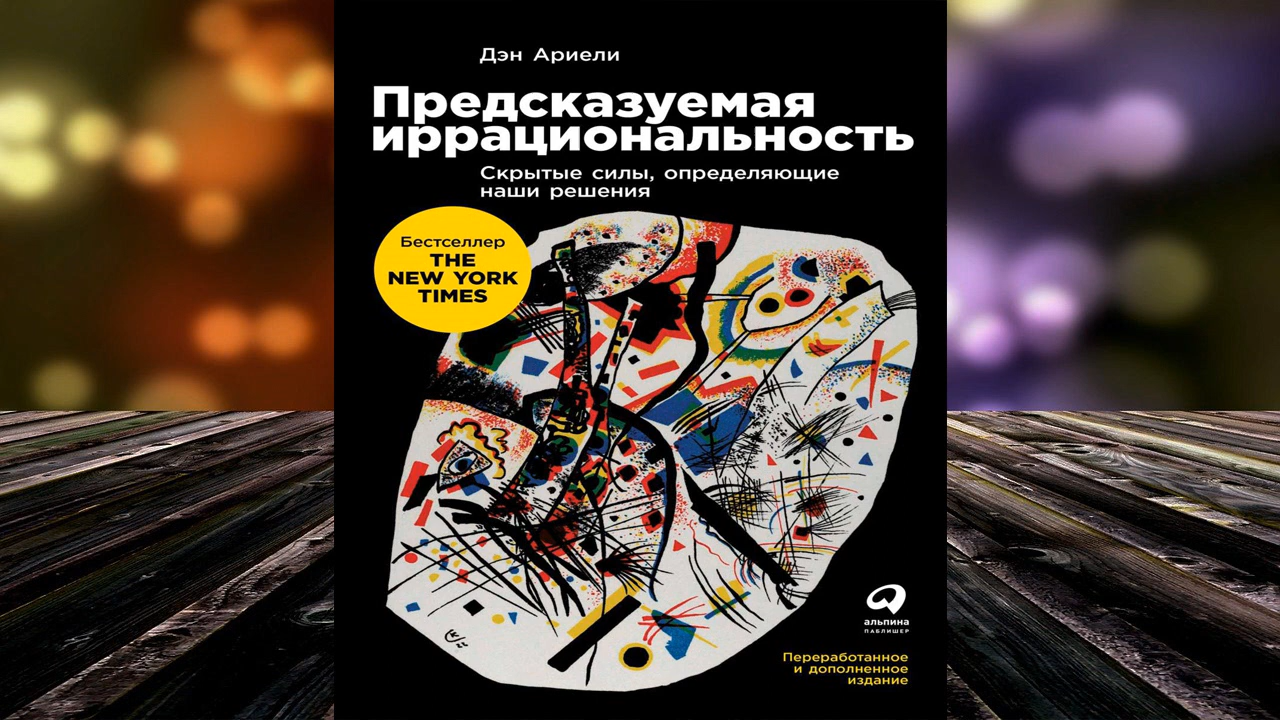 Дэн Ариели
Предсказуемая
иррациональность
Скрытые силы, определяющие
наши решения
Бестселлер
THE
NEW YORK
TIMES
альпина
ПАБЛИШЕР
Переработанное
и дополненное
издание